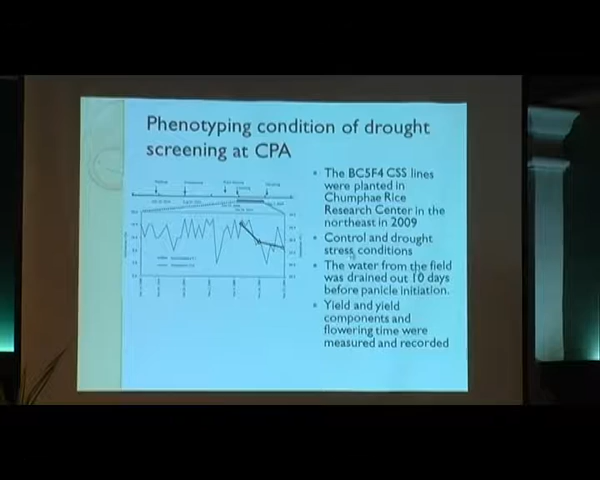 Phenotyping condition of drought
screening at CPA
• The BC5F4 CSS lines
were planted in
Chumphae Rice
Research Center in the
northeast in 2009
• Control and drought
stress conditions
• The water from the field
was drained out 10 days
before panicle initiation.
• Yield and yield
components and
flowering time were
measured and recorded